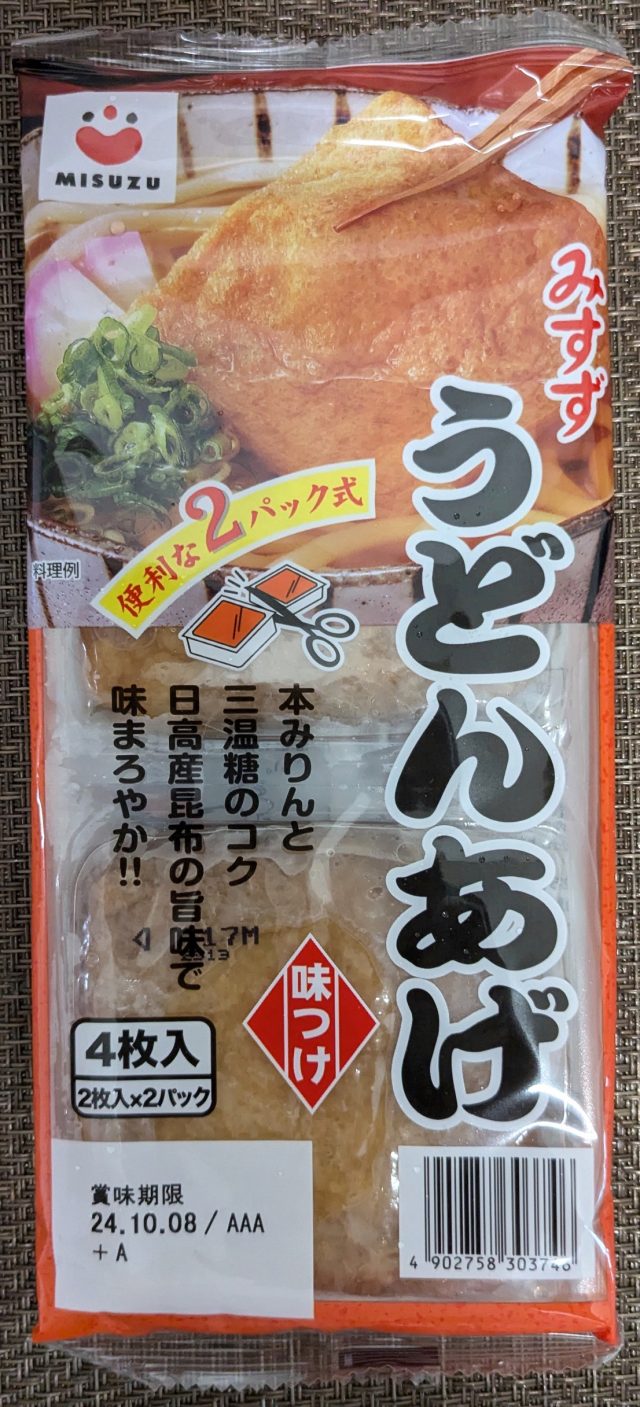 MISUZU
みすず
うどんあげ
便利な2パック式
料理例
本みりんと
三温糖のコク
日高産昆布の旨味で
味まろやか!!
味つけ
4枚入
2枚入×2パック
賞味期限
24.10.08 / AAA
+ A
4 902758 303746